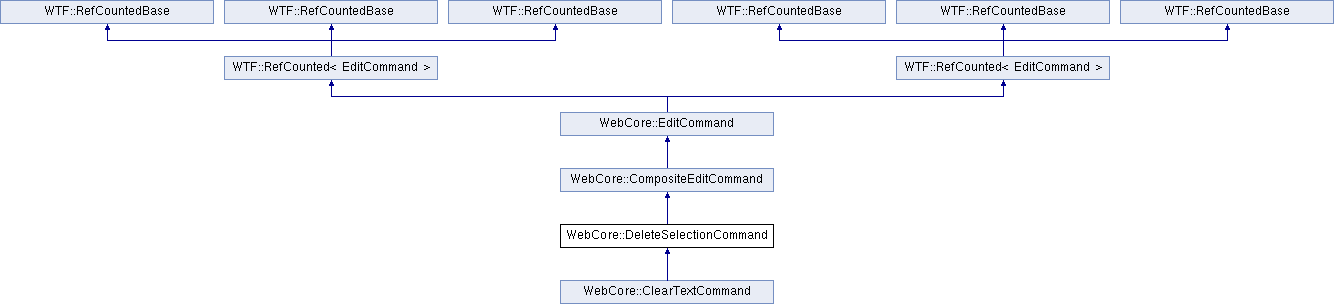 WTF::RefCountedBase
WTF::RefCountedBase
WTF::RefCountedBase
WTF::RefCountedBase
WTF::RefCountedBase
WTF::RefCountedBase
WTF::RefCounted< EditCommand >
WTF::RefCounted< EditCommand >
WebCore::EditCommand
WebCore::CompositeEditCommand
WebCore::DeleteSelectionCommand
WebCore::ClearTextCommand